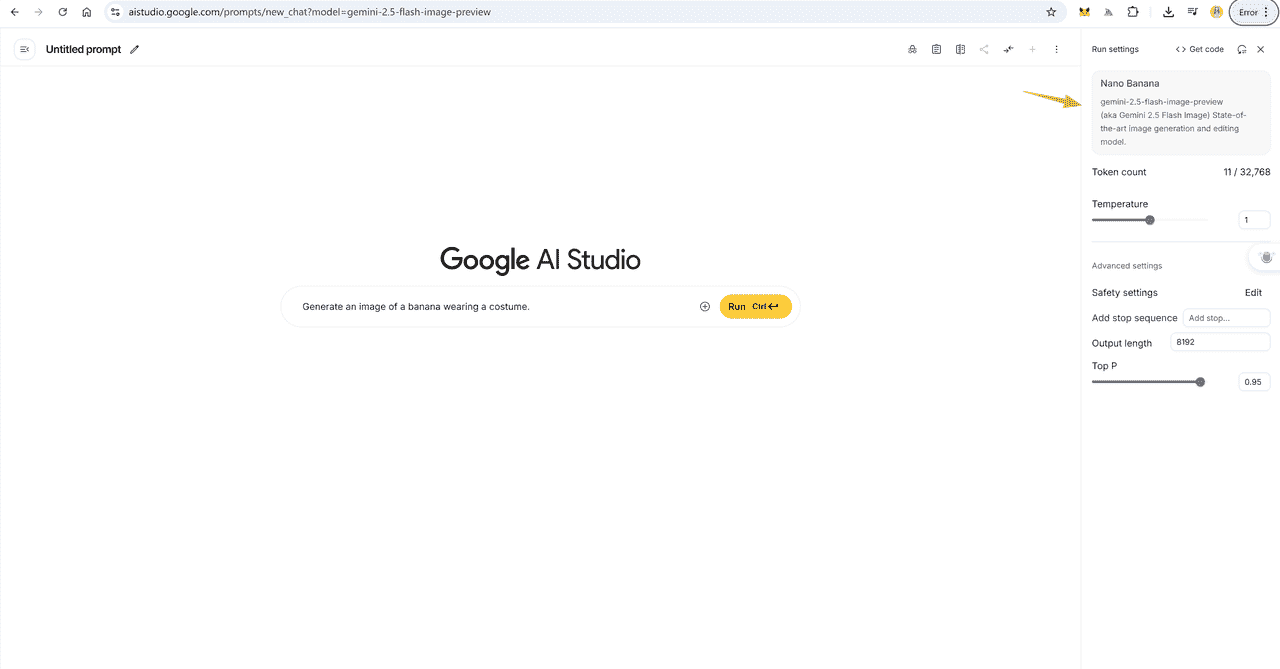 aistudio.google.com/prompts/new_chat?model=gemini-2.5-flash-image-preview
Error
Untitled prompt
Run settings
<> Get code
Nano Banana
gemini-2.5-flash-image-preview
(aka Gemini 2.5 Flash Image) State-of-
the-art image generation and editing
model.
Token count 11 / 32,768
Temperature
1
Google AI Studio
Generate an image of a banana wearing a costume.
Run Ctrl
Advanced settings
Safety settings Edit
Add stop sequence Add stop...
Output length 8192
Top P
0.95